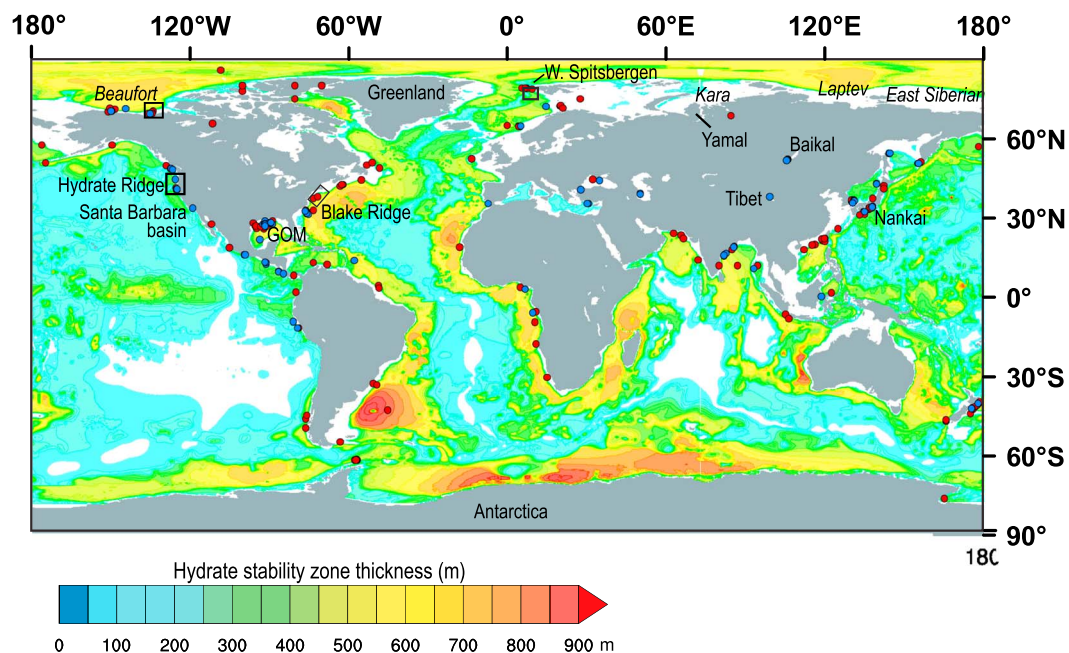 180° 120°W 60°W 0° 60°E 120°E 180°
W. Spitsbergen
Beaufort
Greenland
Kara
Laptev
East Siberian
Yamal
60°N
Baikal
Hydrate Ridge
Tibet
Santa Barbara
basin
Blake Ridge
Nankai
30°N
GOM
0°
30°S
60°S
Antarctica
90°
180
Hydrate stability zone thickness (m)
0 100 200 300 400 500 600 700 800 900 m